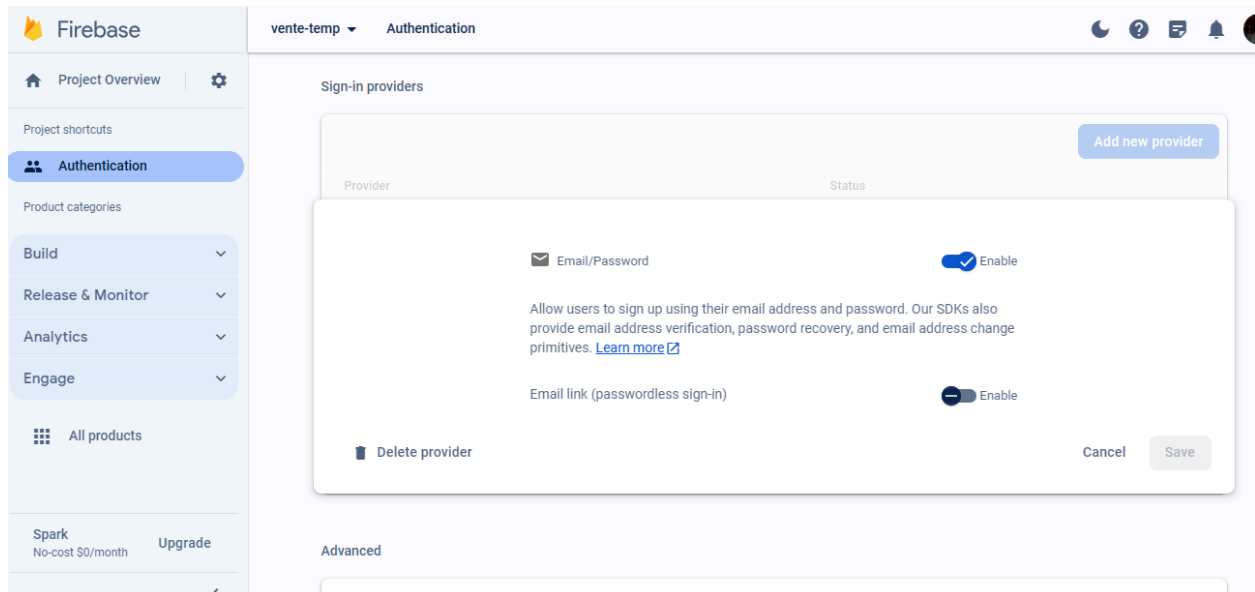 Firebase
vente-temp
Authentication
Project Overview
Project shortcuts
Authentication
Product categories
Build
Release & Monitor
Analytics
Engage
All products
Spark
No-cost $0/month
Upgrade
Sign-in providers
Add new provider
Provider
Status
Email/Password
Enable
Allow users to sign up using their email address and password. Our SDKs also
provide email address verification, password recovery, and email address change
primitives. Learn more
Email link (passwordless sign-in)
Enable
Delete provider
Cancel
Save
Advanced